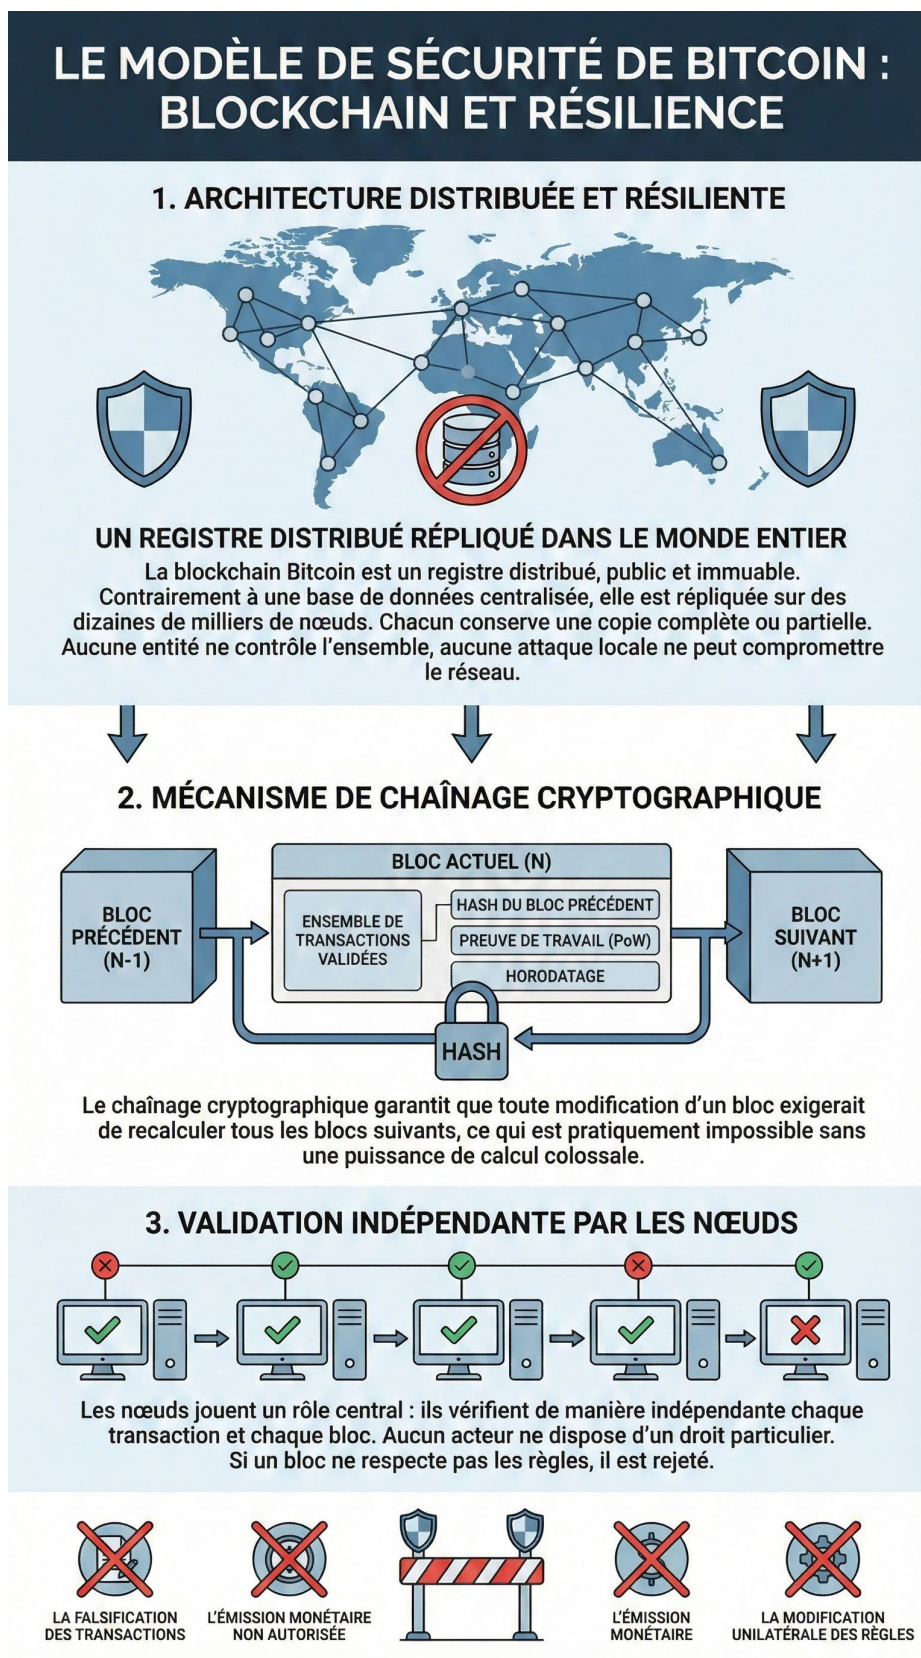 LE MODÈLE DE SÉCURITÉ DE BITCOIN :
BLOCKCHAIN ET RÉSILIENCE
1. ARCHITECTURE DISTRIBUÉE ET RÉSILIENTE
UN REGISTRE DISTRIBUÉ RÉPLIQUÉ DANS LE MONDE ENTIER
La blockchain Bitcoin est un registre distribué, public et immuable.
Contrairement à une base de données centralisée, elle est répliquée sur des
dizaines de milliers de nœuds. Chacun conserve une copie complète ou partielle.
Aucune entité ne contrôle l'ensemble, aucune attaque locale ne peut compromettre
le réseau.
2. MÉCANISME DE CHAÎNAGE CRYPTOGRAPHIQUE
BLOC
PRÉCÉDENT
(N-1)
BLOC ACTUEL (N)
ENSEMBLE DE
TRANSACTIONS
VALIDÉES
HASH DU BLOC PRÉCÉDENT
PREUVE DE TRAVAIL (PoW)
HORODATAGE
HASH
BLOC
SUIVANT
(N+1)
Le chaînage cryptographique garantit que toute modification d'un bloc exigerait
de recalculer tous les blocs suivants, ce qui est pratiquement impossible sans
une puissance de calcul colossale.
3. VALIDATION INDÉPENDANTE PAR LES NŒUDS
Les nœuds jouent un rôle central : ils vérifient de manière indépendante chaque
transaction et chaque bloc. Aucun acteur ne dispose d'un droit particulier.
Si un bloc ne respecte pas les règles, il est rejeté.
LA FALSIFICATION
DES TRANSACTIONS
L'ÉMISSION MONÉTAIRE
NON AUTORISÉE
L'ÉMISSION
MONÉTAIRE
LA MODIFICATION
UNILATÉRALE DES RÈGLES